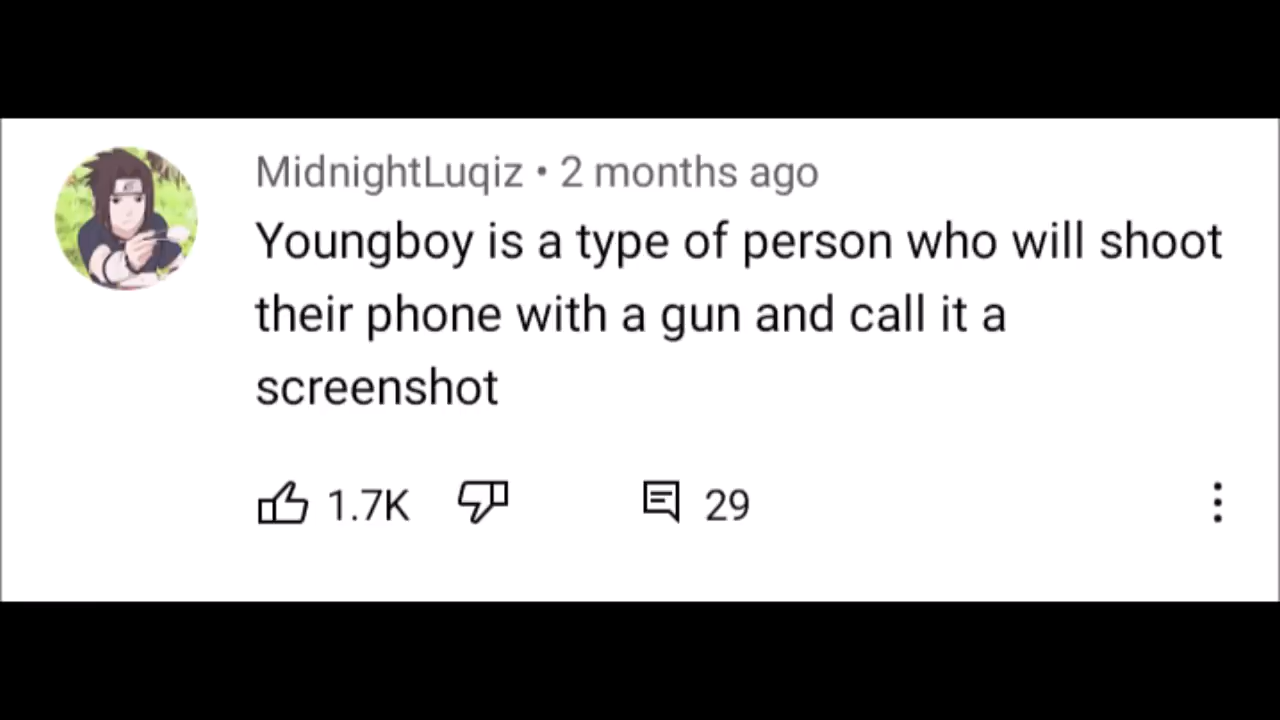 MidnightLuqiz • 2 months ago
Youngboy is a type of person who will shoot
their phone with a gun and call it a
screenshot
1.7K 29